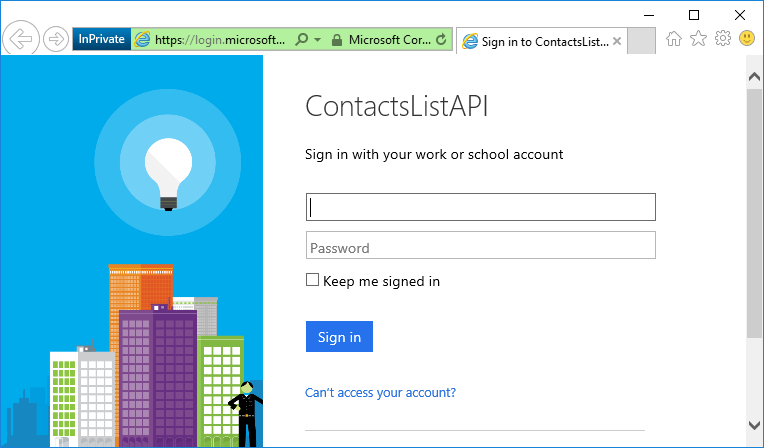 InPrivate https://login.microsoft... Microsoft Cor... Sign in to ContactsList...
ContactsListAPI
Sign in with your work or school account
Password
Keep me signed in
Sign in
Can't access your account?